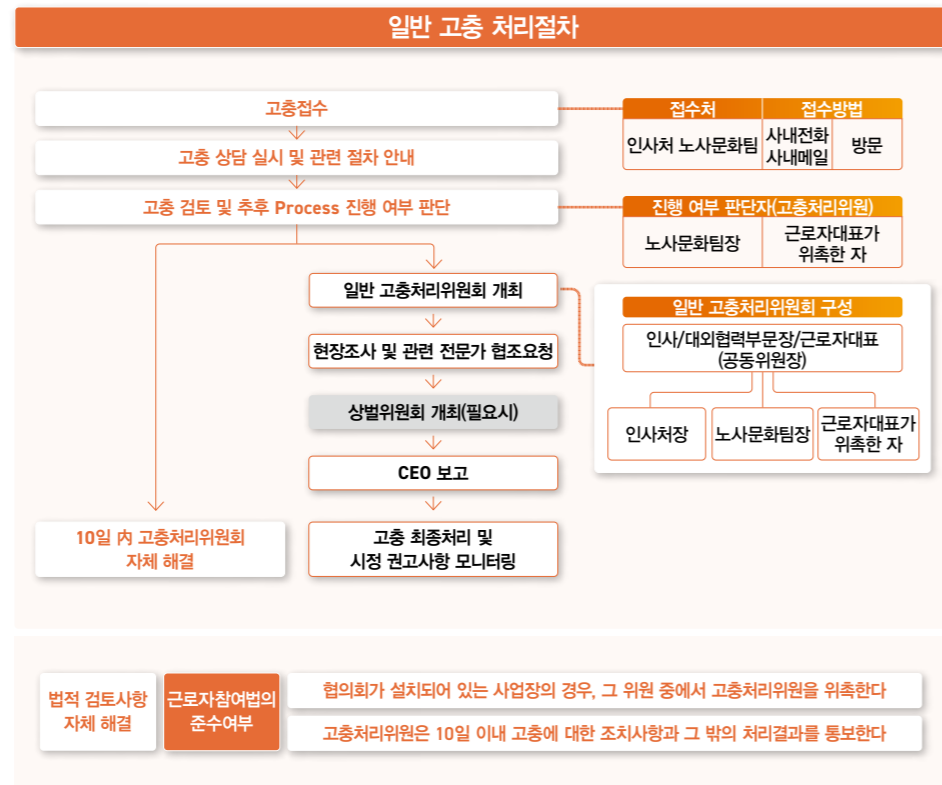 일반 고충 처리절차
고충접수
접수처
접수방법
인사처 노사문화팀
사내전화
사내메일
방문
고충 상담 실시 및 관련 절차 안내
고충 검토 및 추후 Process 진행 여부 판단
진행 여부 판단자(고충처리위원)
노사문화팀장
근로자대표가
위촉한 자
일반 고충처리위원회 개최
일반 고충처리위원회 구성
인사/대외협력부문장/근로자대표
(공동위원장)
인사처장
노사문화팀장
근로자대표가
위촉한 자
현장조사 및 관련 전문가 협조요청
상벌위원회 개최(필요시)
CEO 보고
10일 內 고충처리위원회
자체 해결
고충 최종처리 및
시정 권고사항 모니터링
법적 검토사항
자체 해결
근로자참여법의
준수여부
협의회가 설치되어 있는 사업장의 경우, 그 위원 중에서 고충처리위원을 위촉한다
고충처리위원은 10일 이내 고충에 대한 조치사항과 그 밖의 처리결과를 통보한다